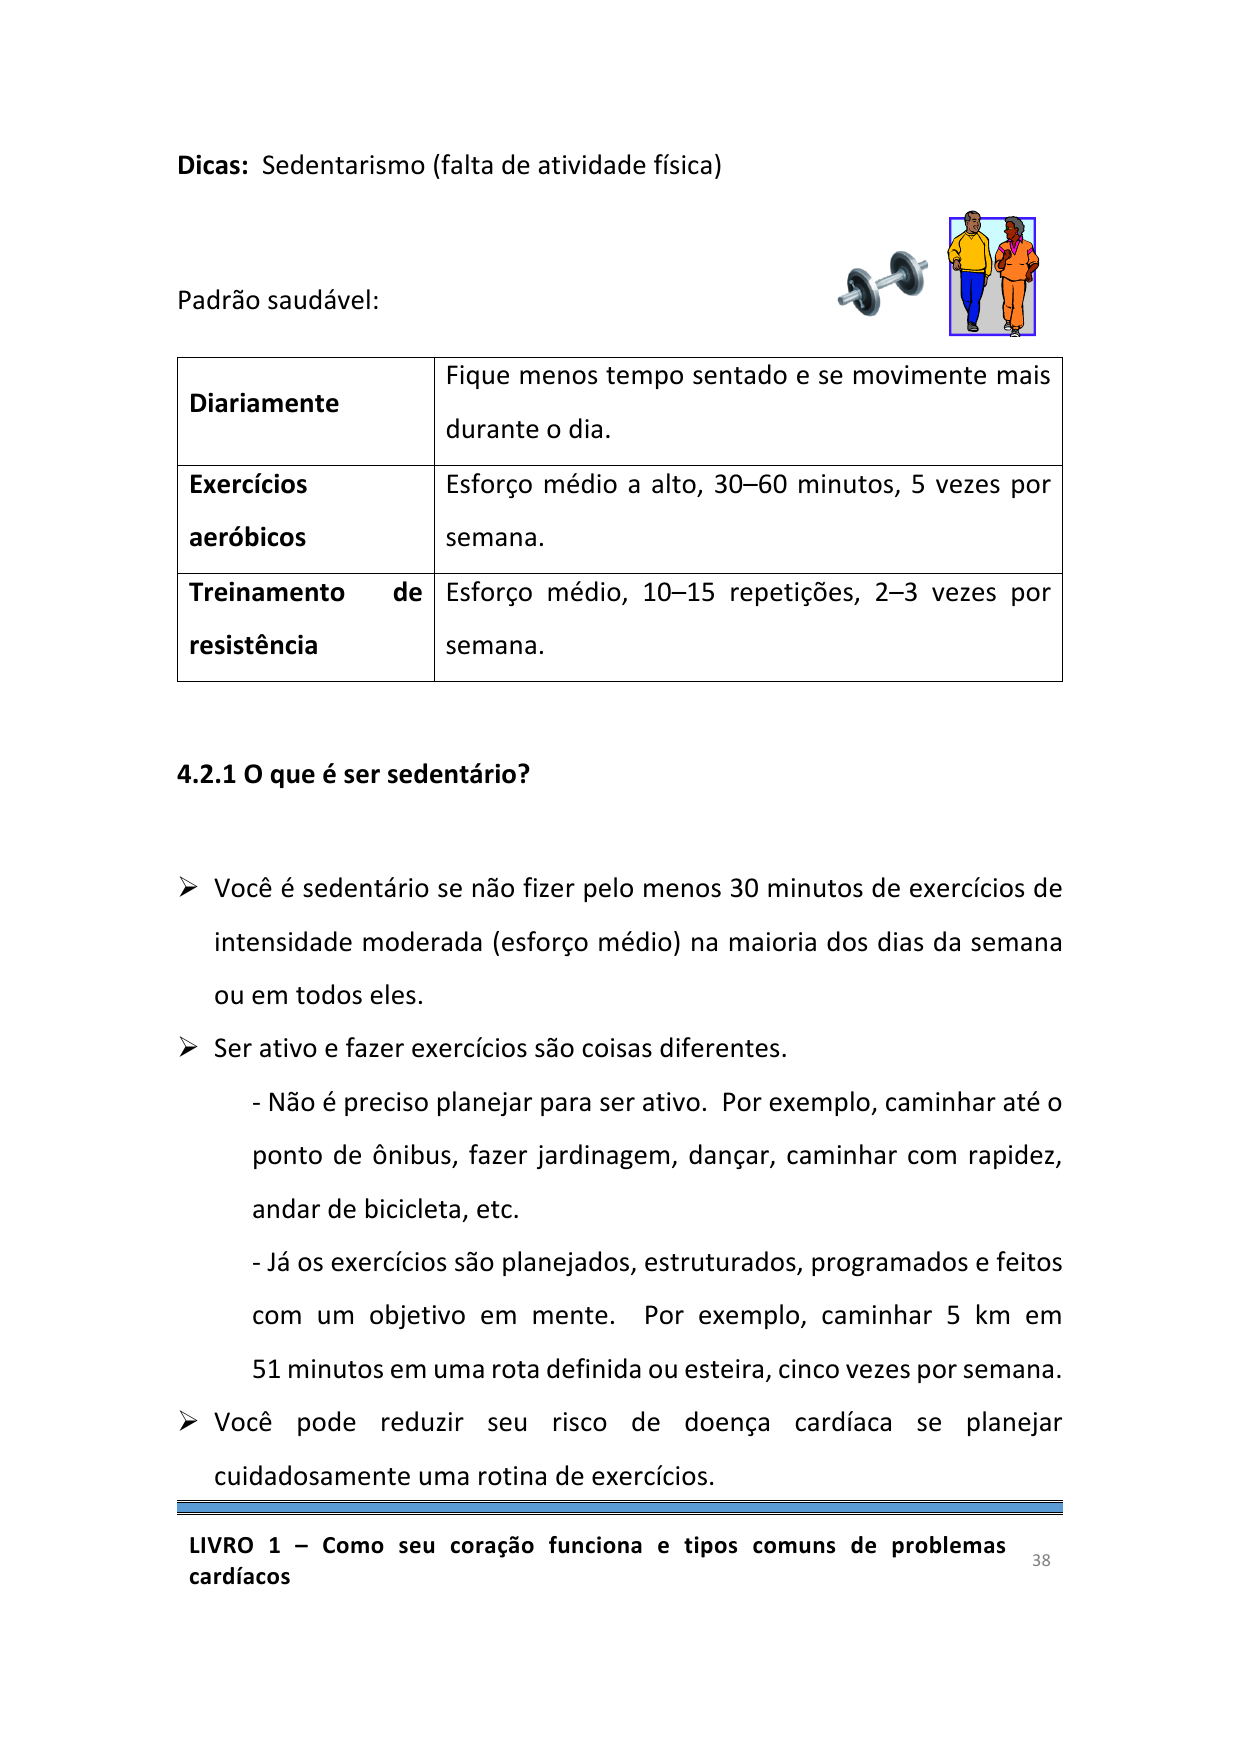 Dicas: Sedentarismo (falta de atividade física)
Padrão saudável:
Diariamente
Fique menos tempo sentado e se movimente mais
durante o dia.
Exercícios
aeróbicos
Esforço médio a alto, 30–60 minutos, 5 vezes por
semana.
Treinamento de
resistência
Esforço médio, 10–15 repetições, 2–3 vezes por
semana.
4.2.1 O que é ser sedentário?
➢ Você é sedentário se não fizer pelo menos 30 minutos de exercícios de
intensidade moderada (esforço médio) na maioria dos dias da semana
ou em todos eles.
➢ Ser ativo e fazer exercícios são coisas diferentes.
- Não é preciso planejar para ser ativo. Por exemplo, caminhar até o
ponto de ônibus, fazer jardinagem, dançar, caminhar com rapidez,
andar de bicicleta, etc.
- Já os exercícios são planejados, estruturados, programados e feitos
com um objetivo em mente. Por exemplo, caminhar 5 km em
51 minutos em uma rota definida ou esteira, cinco vezes por semana.
➢ Você pode reduzir seu risco de doença cardíaca se planejar
cuidadosamente uma rotina de exercícios.
LIVRO 1 – Como seu coração funciona e tipos comuns de problemas
cardíacos
38